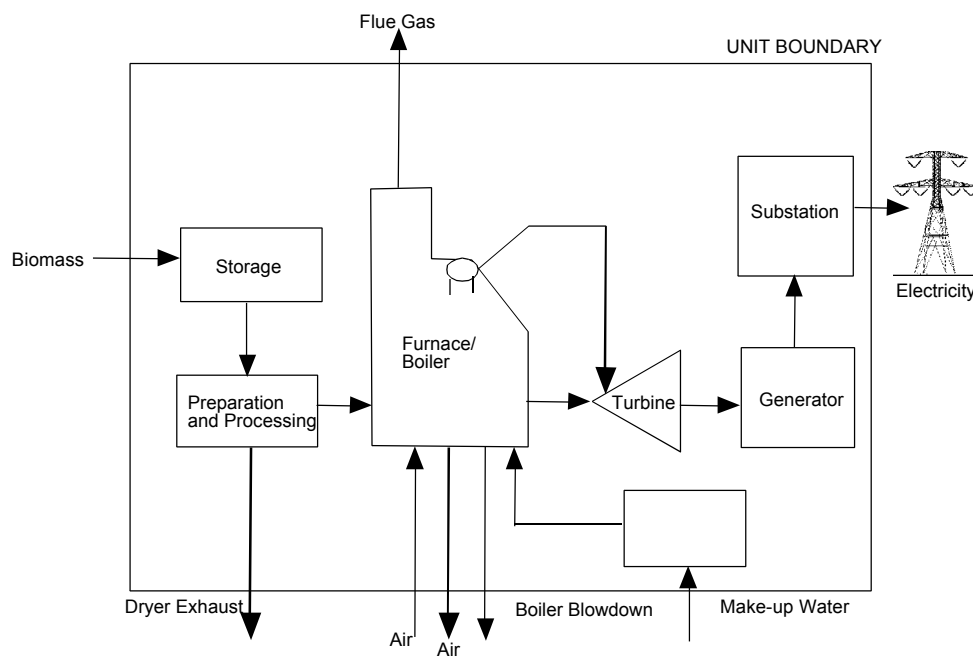 Flue Gas
UNIT BOUNDARY
Biomass
Storage
Substation
Electricity
Furnace/
Boiler
Preparation
and Processing
Turbine
Generator
Dryer Exhaust
Boiler Blowdown
Make-up Water
Air
Air